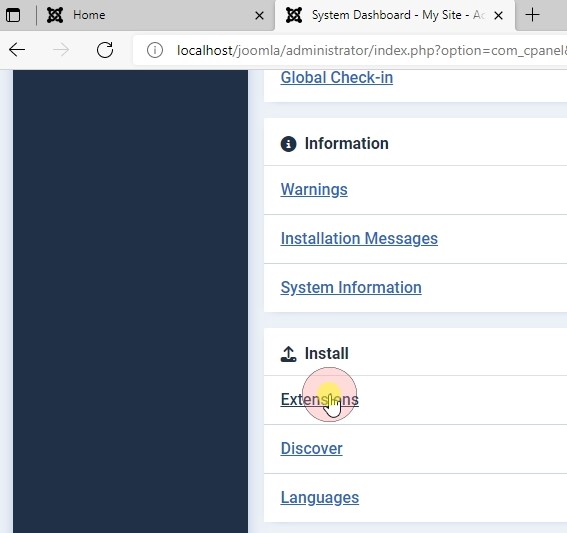 Home
System Dashboard - My Site - Ac
localhost/joomla/administrator/index.php?option=com_cpanel&
Global Check-in
Information
Warnings
Installation Messages
System Information
Install
Extensions
Discover
Languages